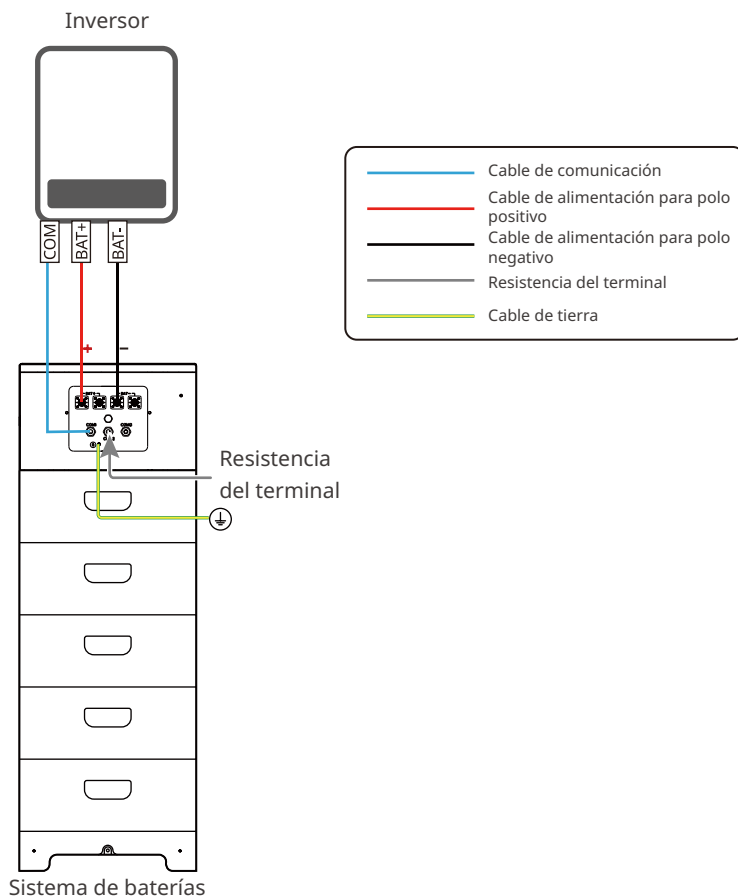 Inversor
COM
BAT+
BAT-
Cable de comunicación
Cable de alimentación para polo
positivo
Cable de alimentación para polo
negativo
Resistencia del terminal
Cable de tierra
+
−
Resistencia
del terminal
Sistema de baterías